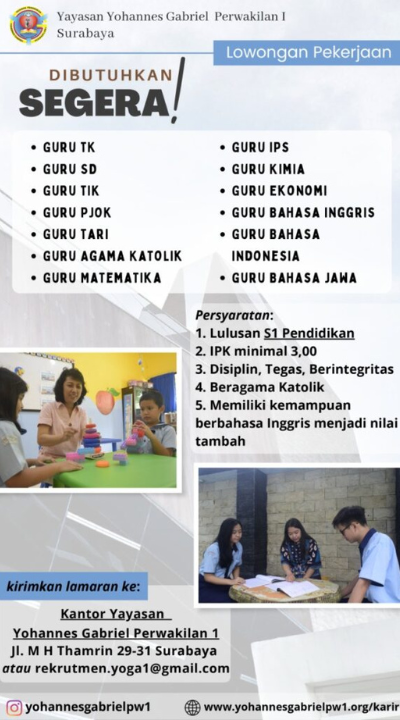 Yayasan Yohannes Gabriel Perwakilan I
Surabaya
Lowongan Pekerjaan
DIBUTUHKAN
SEGERA!
• GURU TK
• GURU SD
• GURU TIK
• GURU PJOK
• GURU TARI
• GURU AGAMA KATOLIK
• GURU MATEMATIKA
• GURU IPS
• GURU KIMIA
• GURU EKONOMI
• GURU BAHASA INGGRIS
• GURU BAHASA
INDONESIA
• GURU BAHASA JAWA
Persyaratan:
1. Lulusan S1 Pendidikan
2. IPK minimal 3,00
3. Disiplin, Tegas, Berintegritas
4. Beragama Katolik
5. Memiliki kemampuan
berbahasa Inggris menjadi nilai
tambah
kirimkan lamaran ke:
Kantor Yayasan
Yohannes Gabriel Perwakilan 1
Jl. M H Thamrin 29-31 Surabaya
atau rekrutmen.yoga1@gmail.com
yohannesgabrielpw1
www.yohannesgabrielpw1.org/karir